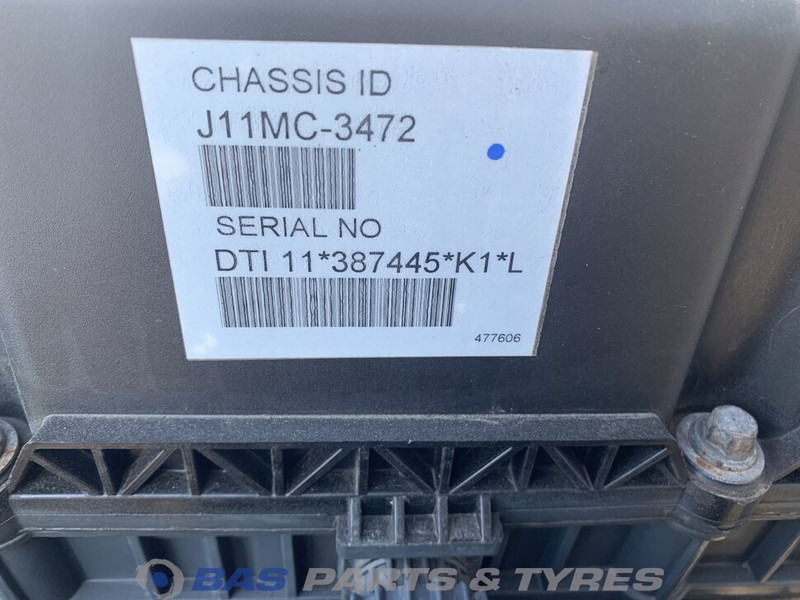 CHASSIS ID
J11MC-3472
SERIAL NO
DTI 11*387445*K1*L
477606
BAS PARTS & TYRES